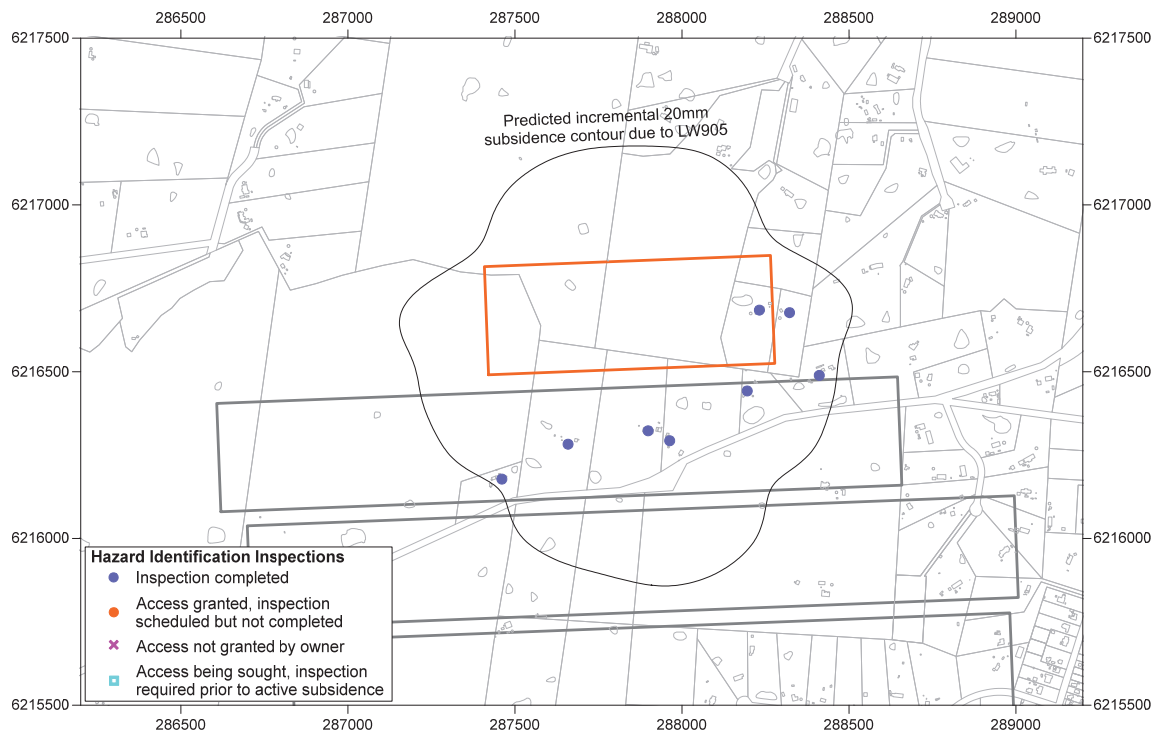 286500 287000 287500 288000 288500 289000
6217500 6217500
Predicted incremental 20mm
subsidence contour due to LW905
6217000 6217000
6216500 6216500
6216000 6216000
Hazard Identification Inspections
Inspection completed
Access granted, inspection
scheduled but not completed
Access not granted by owner
Access being sought, inspection
required prior to active subsidence
6215500 6215500
286500 287000 287500 288000 288500 289000